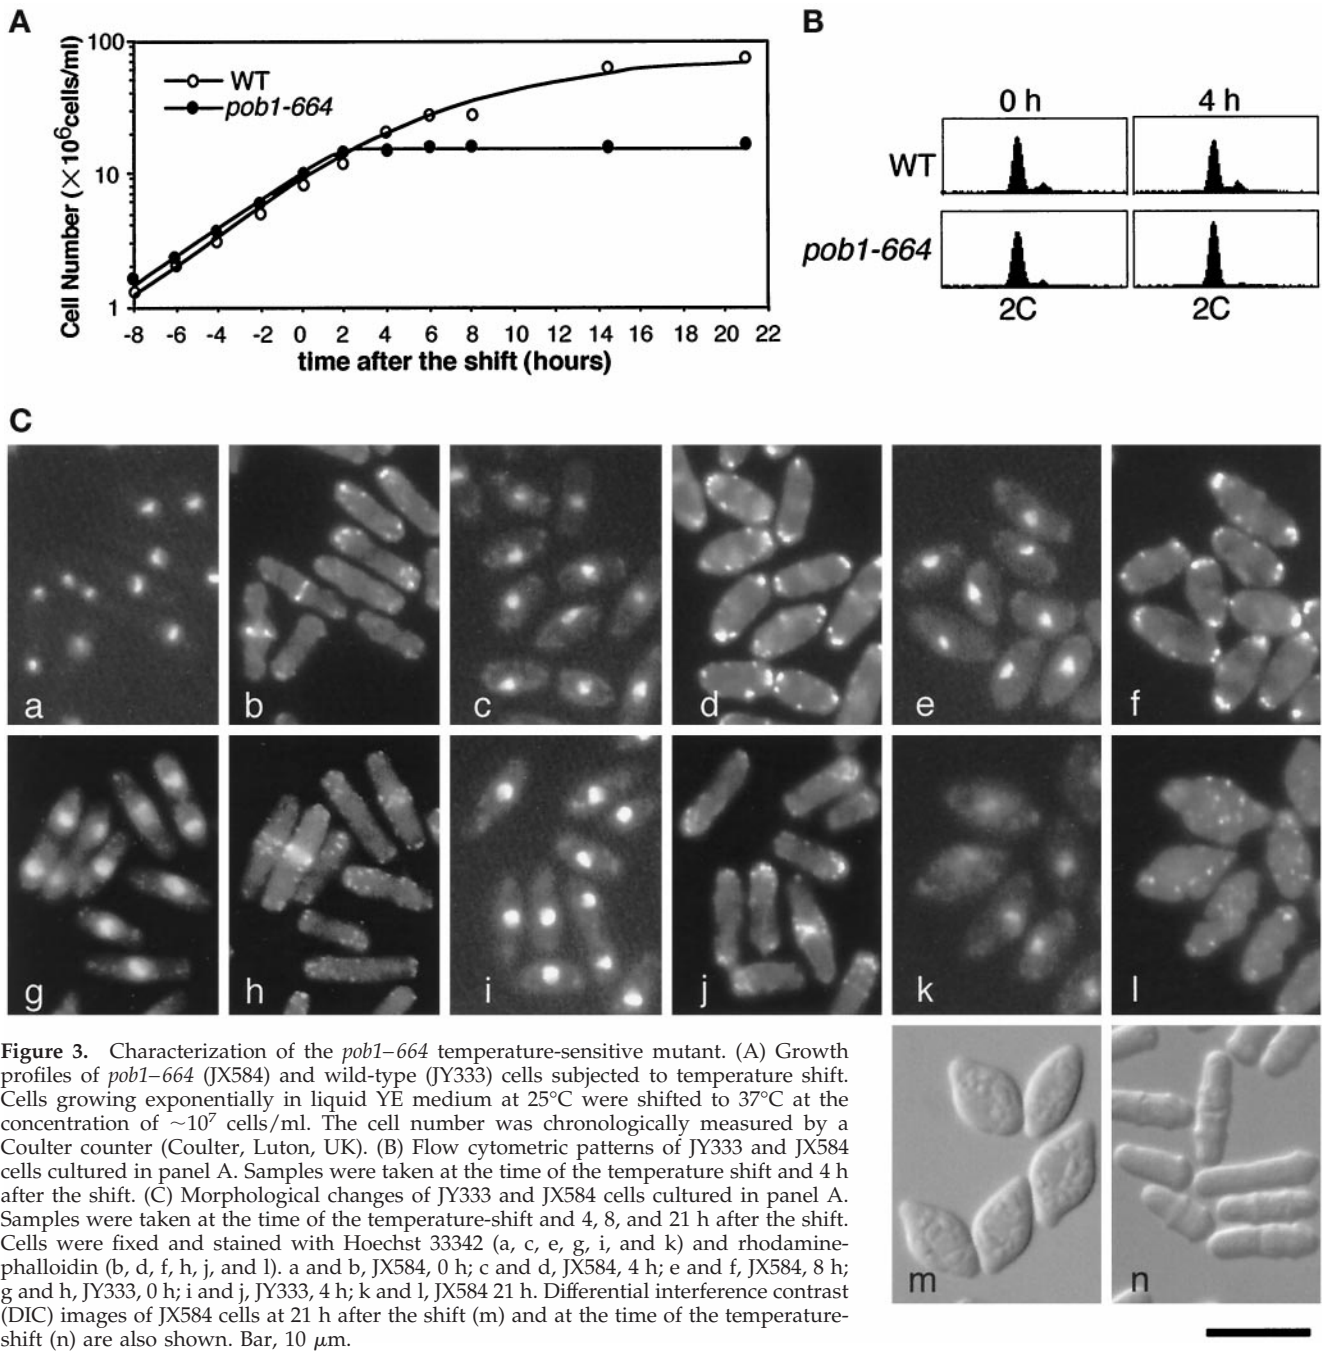 A
B
Cell Number (×10⁶cells/ml)
100
10
1
WT
pob1-664
-8 -6 -4 -2 0 2 4 6 8 10 12 14 16 18 20 22
time after the shift (hours)
0 h 4 h
WT
pob1-664
2C 2C
C
a b c d e f
g h i j k l
Figure 3. Characterization of the pob1–664 temperature-sensitive mutant. (A) Growth
profiles of pob1–664 (JX584) and wild-type (JY333) cells subjected to temperature shift.
Cells growing exponentially in liquid YE medium at 25°C were shifted to 37°C at the
concentration of ~10⁷ cells/ml. The cell number was chronologically measured by a
Coulter counter (Coulter, Luton, UK). (B) Flow cytometric patterns of JY333 and JX584
cells cultured in panel A. Samples were taken at the time of the temperature shift and 4 h
after the shift. (C) Morphological changes of JY333 and JX584 cells cultured in panel A.
Samples were taken at the time of the temperature-shift and 4, 8, and 21 h after the shift.
Cells were fixed and stained with Hoechst 33342 (a, c, e, g, i, and k) and rhodamine-
phalloidin (b, d, f, h, j, and l). a and b, JX584, 0 h; c and d, JX584, 4 h; e and f, JX584, 8 h;
g and h, JY333, 0 h; i and j, JY333, 4 h; k and l, JX584 21 h. Differential interference contrast
(DIC) images of JX584 cells at 21 h after the shift (m) and at the time of the temperature-
shift (n) are also shown. Bar, 10 μm.
m n